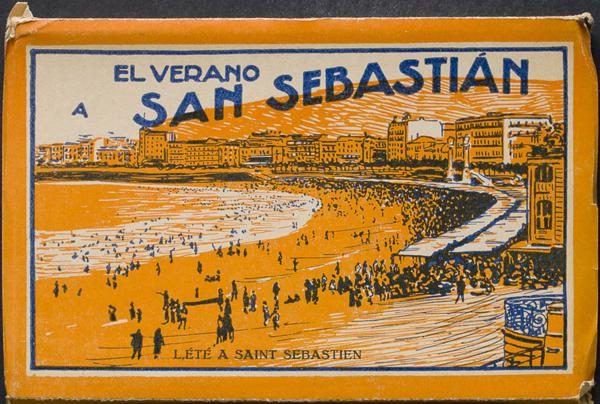 EL VERANO
A SAN SEBASTIÁN
L,ÉTÉ A SAINT SEBASTIEN